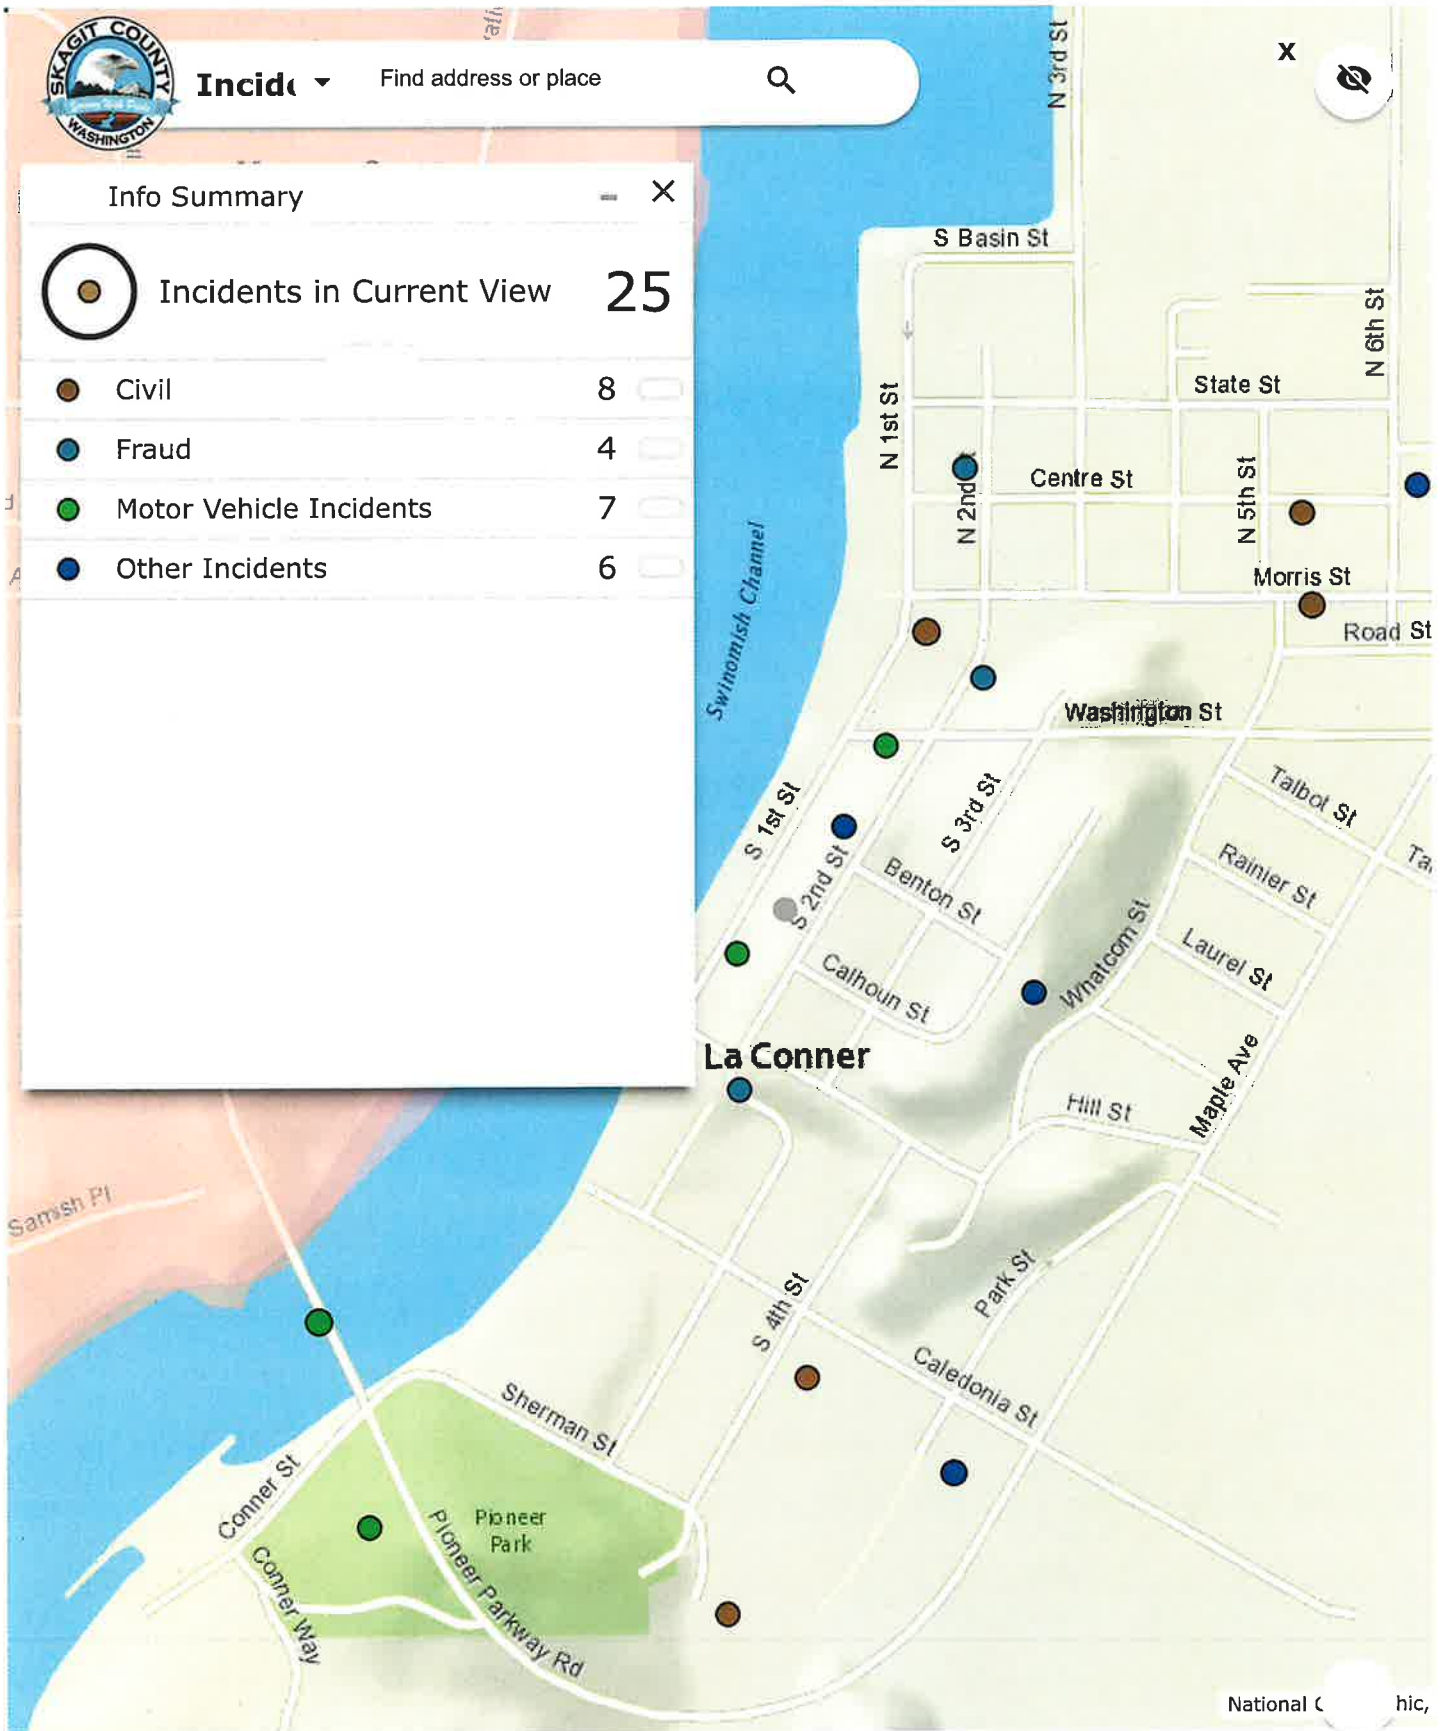 SKAGIT COUNTY
WASHINGTON
Incid
Find address or place
X
Info Summary
Incidents in Current View 25
Civil 8
Fraud 4
Motor Vehicle Incidents 7
Other Incidents 6
N 3rd St
S Basin St
N 6th St
State St
N 1st St
Centre St
N 2nd
N 5th St
Morris St
Road St
Swinomish Channel
Washington St
Talbot St
S 1st St
S 3rd St
S 2nd St
Benton St
Rainier St
Ta
Whatcom St
Laurel St
Calhoun St
La Conner
Maple Ave
Hill St
Samish Pl
Park St
S 4th St
Caledonia St
Sherman St
Conner St
Pioneer
Park
Pioneer Parkway Rd
Conner Way
National hic,